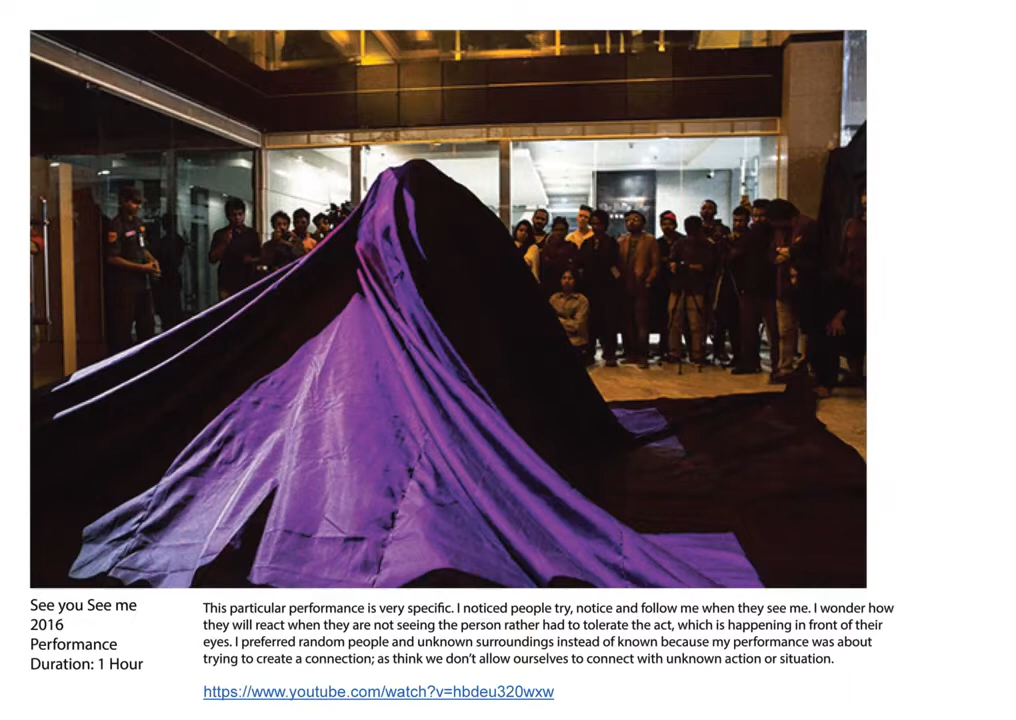 See you See me
2016
Performance
Duration: 1 Hour
This particular performance is very specific. I noticed people try, notice and follow me when they see me. I wonder how
they will react when they are not seeing the person rather had to tolerate the act, which is happening in front of their
eyes. I preferred random people and unknown surroundings instead of known because my performance was about
trying to create a connection; as think we don't allow ourselves to connect with unknown action or situation.
https://www.youtube.com/watch?v=hbdeu320wxw